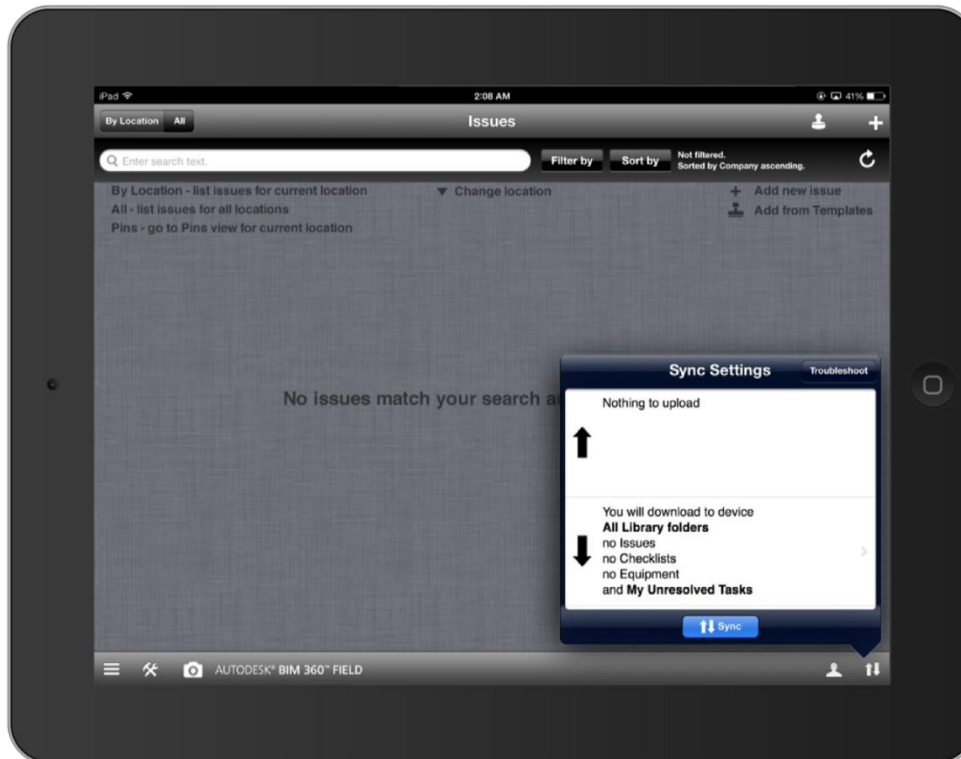 iPad
2:08 AM
41%
By Location
All
Issues
Enter search text.
Filter by
Sort by
Not filtered.
Sorted by Company ascending.
By Location - list issues for current location
All - list issues for all locations
Pins - go to Pins view for current location
Change location
Add new issue
Add from Templates
No issues match your search a
Sync Settings
Troubleshoot
Nothing to upload
You will download to device
All Library folders
no Issues
no Checklists
no Equipment
and My Unresolved Tasks
Sync
AUTODESK® BIM 360™ FIELD